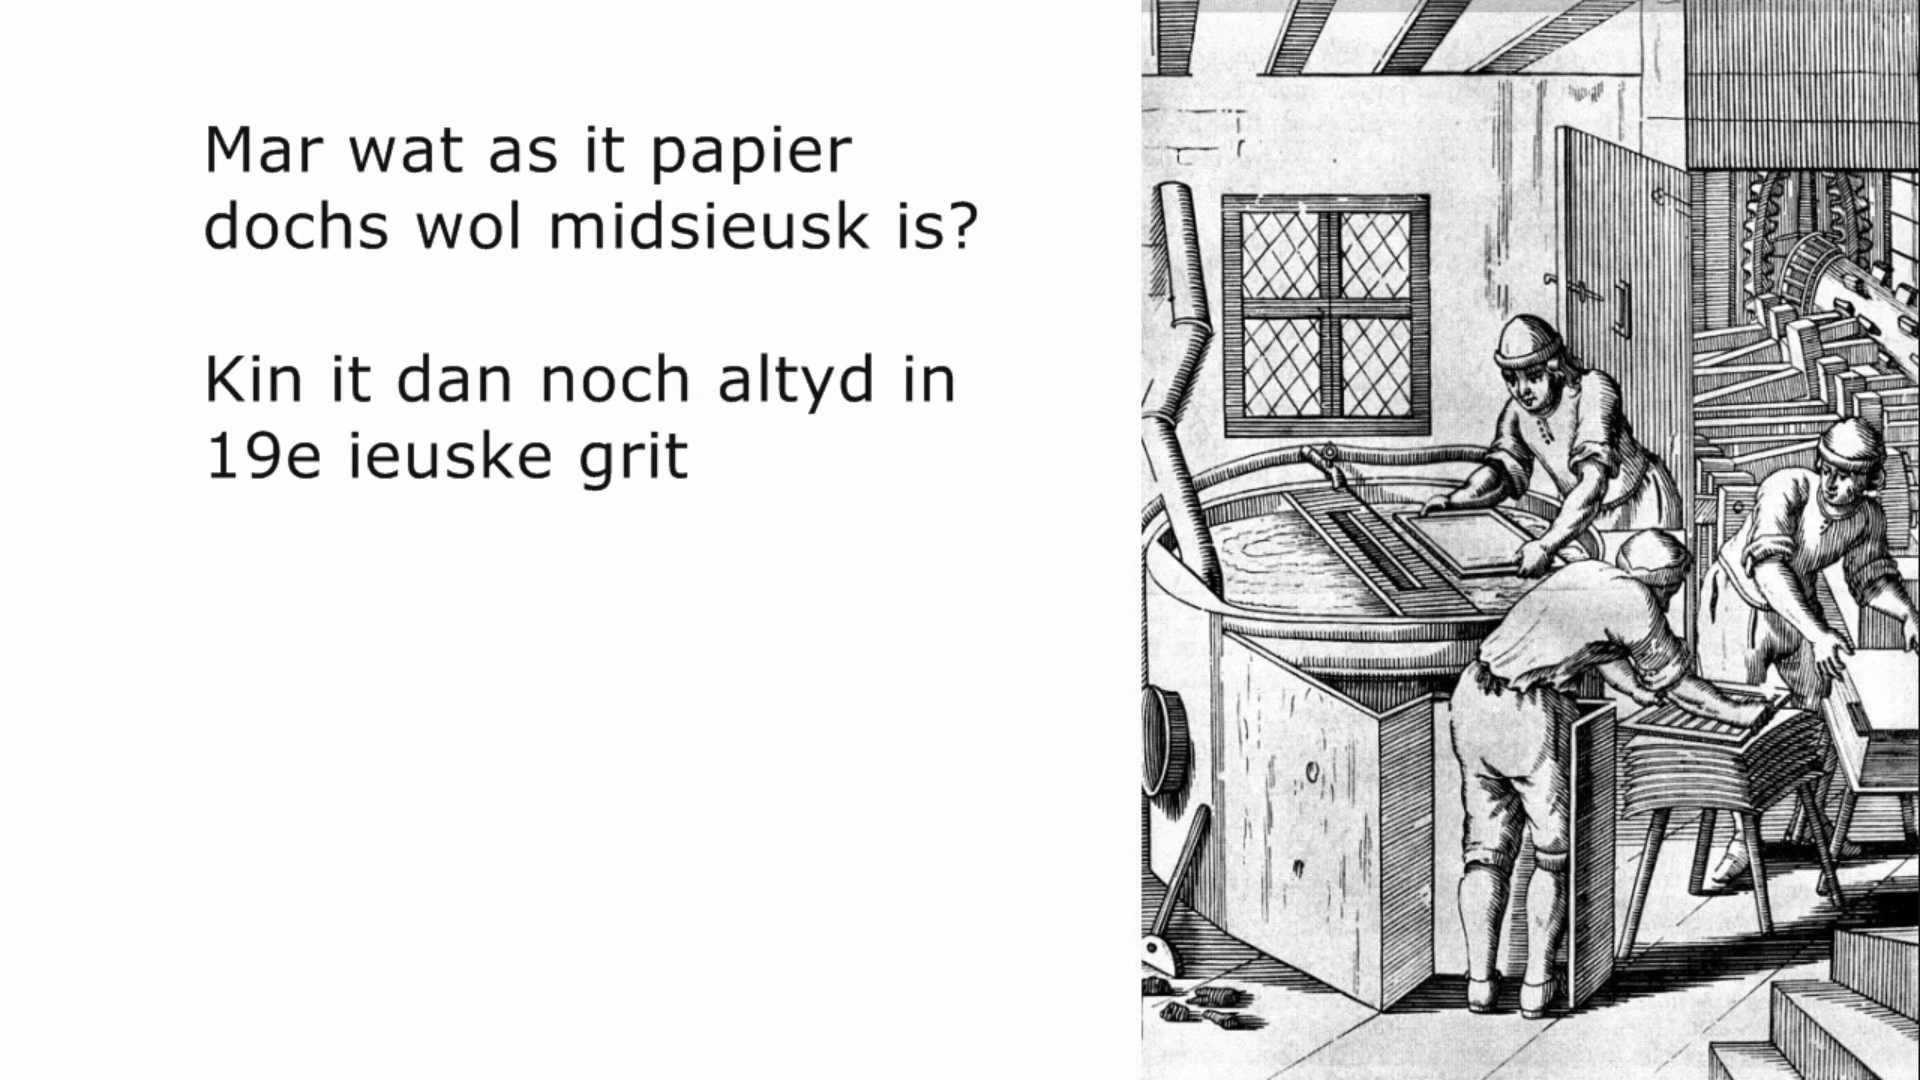 Mar wat as it papier
dochs wol midsieusk is?
Kin it dan noch altyd in
19e ieuske grit